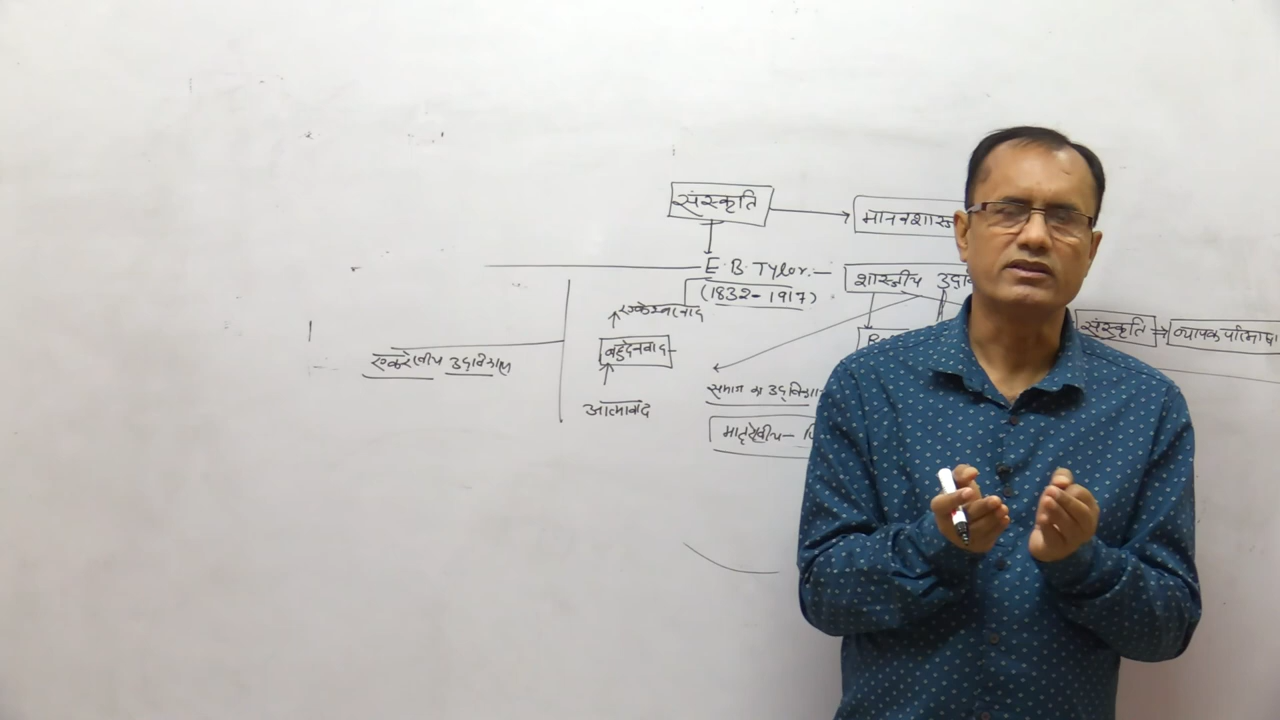 संस्कृति
मानवशास्
E. B. Tylor. —
(1832 - 1917)
शास्त्रीय उद्वि
एकेश्वरवाद
संस्कृति
व्यापक परिभाषा
बहुदेववाद
एकरेखीय उद्विकास
समाज का उद्विकास
आत्मावाद
मातृरेखीय —